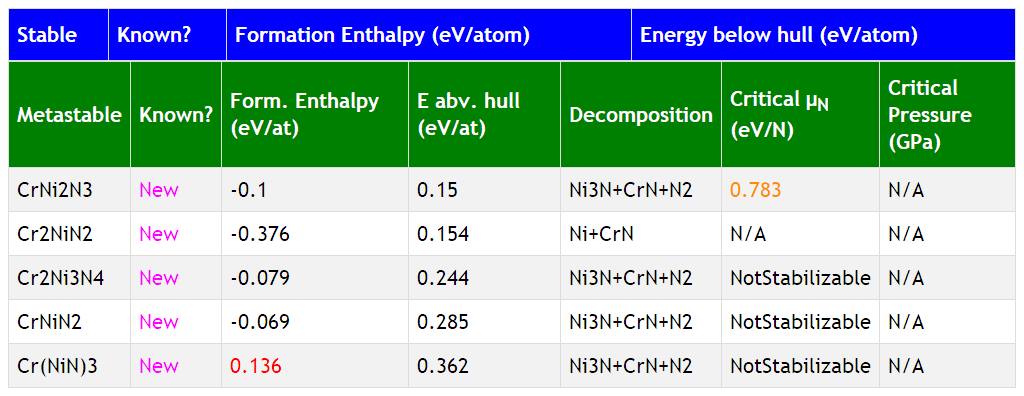 Stable Known? Formation Enthalpy (eV/atom) Energy below hull (eV/atom)
Metastable Known? Form. Enthalpy (eV/at) E abv. hull (eV/at) Decomposition Critical μN (eV/N) Critical Pressure (GPa)
CrNi2N3 New -0.1 0.15 Ni3N+CrN+N2 0.783 N/A
Cr2NiN2 New -0.376 0.154 Ni+CrN N/A N/A
Cr2Ni3N4 New -0.079 0.244 Ni3N+CrN+N2 NotStabilizable N/A
CrNiN2 New -0.069 0.285 Ni3N+CrN+N2 NotStabilizable N/A
Cr(NiN)3 New 0.136 0.362 Ni3N+CrN+N2 NotStabilizable N/A